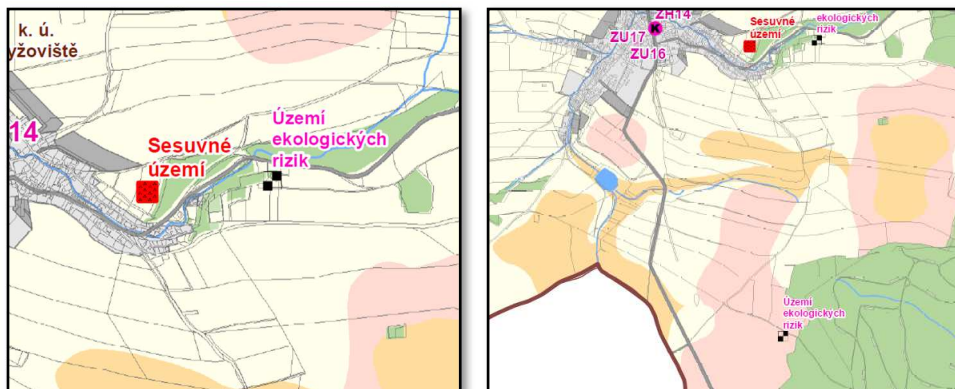 k. ú.
yžoviště
14
Sesuvné
území
Území
ekologických
rizik
ZH14
K
ZU17
ZU16
Sesuvné
území
ekologických
rizik
Území
ekologických
rizik